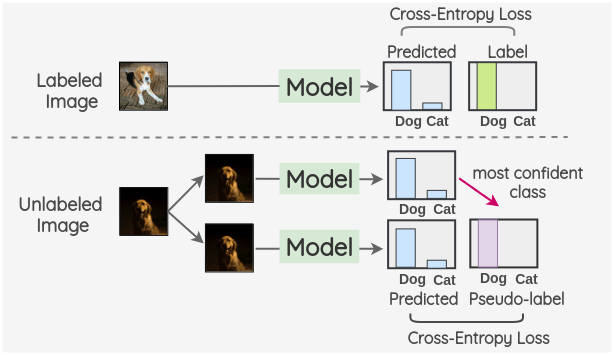 Cross-Entropy Loss
Predicted Label
Labeled
Image
Model
Dog Cat Dog Cat
Unlabeled
Image
Model
most confident
class
Dog Cat
Model
Dog Cat Dog Cat
Predicted Pseudo-label
Cross-Entropy Loss